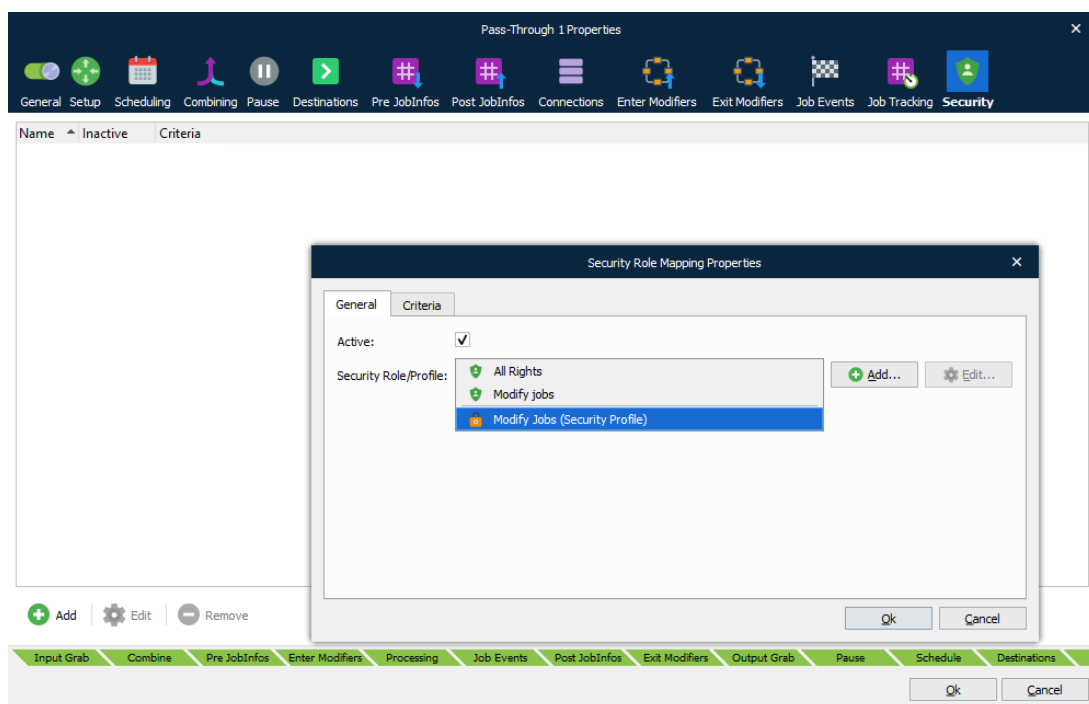 Pass-Through 1 Properties
General Setup Scheduling Combining Pause Destinations Pre JobInfos Post JobInfos Connections Enter Modifiers Exit Modifiers Job Events Job Tracking Security
Name Inactive Criteria
Security Role Mapping Properties
General Criteria
Active:
Security Role/Profile: All Rights Add... Edit...
Modify jobs
Modify Jobs (Security Profile)
Ok Cancel
Add Edit Remove
Input Grab Combine Pre JobInfos Enter Modifiers Processing Job Events Post JobInfos Exit Modifiers Output Grab Pause Schedule Destinations
Ok Cancel